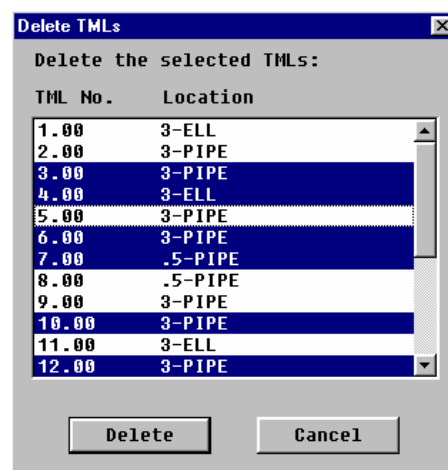 Delete TMLs
Delete the selected TMLs:
TML No. Location
1.00 3-ELL
2.00 3-PIPE
3.00 3-PIPE
4.00 3-ELL
5.00 3-PIPE
6.00 3-PIPE
7.00 .5-PIPE
8.00 .5-PIPE
9.00 3-PIPE
10.00 3-PIPE
11.00 3-ELL
12.00 3-PIPE
Delete Cancel